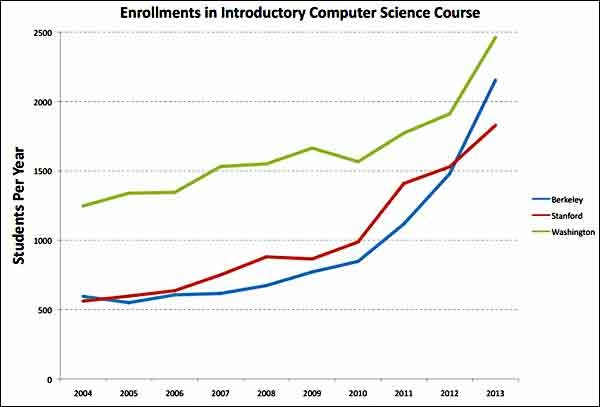 Enrollments in Introductory Computer Science Course
2500
2000
1500
1000
500
0
Students Per Year
2004 2005 2006 2007 2008 2009 2010 2011 2012 2013
Berkeley
Stanford
Washington